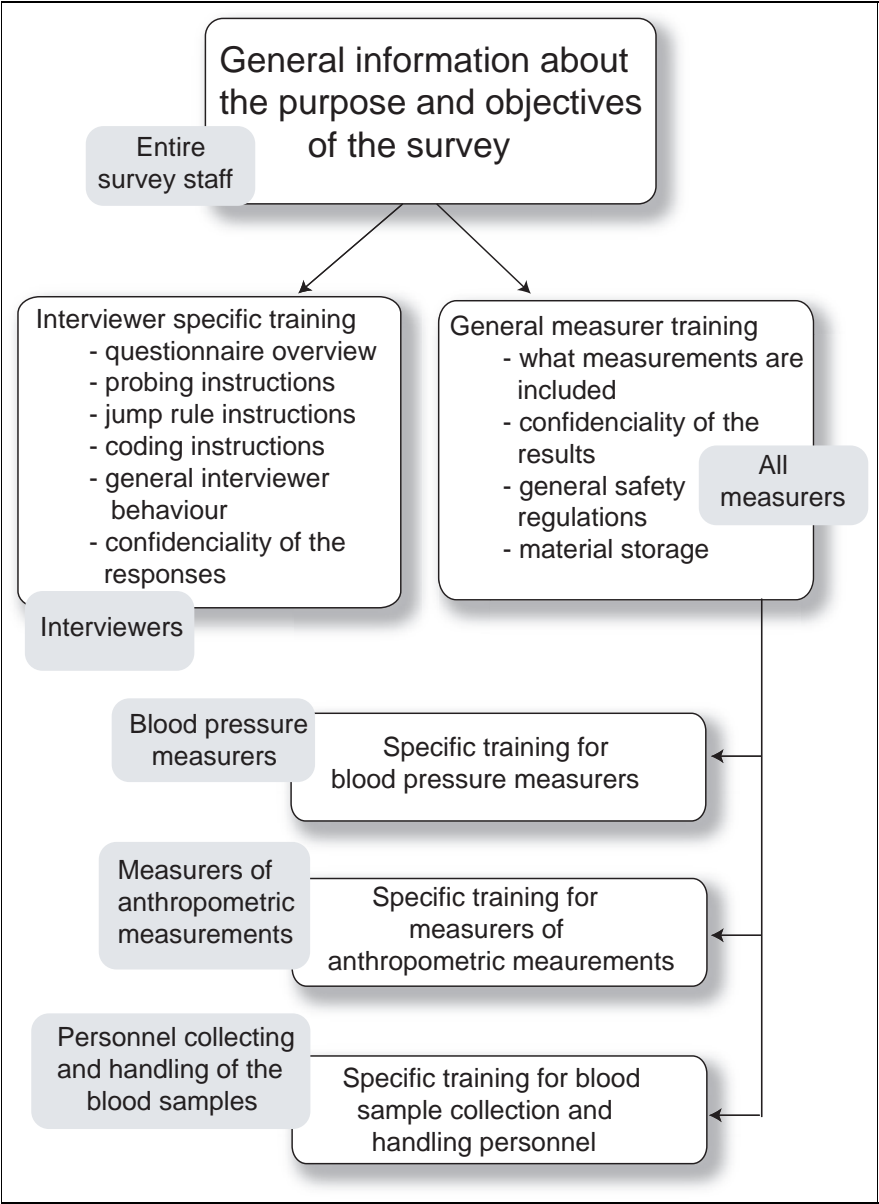 General information about
the purpose and objectives
of the survey
Entire
survey staff
Interviewer specific training
- questionnaire overview
- probing instructions
- jump rule instructions
- coding instructions
- general interviewer
behaviour
- confidenciality of the
responses
Interviewers
General measurer training
- what measurements are
included
- confidenciality of the
results
- general safety
regulations
- material storage
All
measurers
Blood pressure
measurers
Specific training for
blood pressure measurers
Measurers of
anthropometric
measurements
Specific training for
measurers of
anthropometric meaurements
Personnel collecting
and handling of the
blood samples
Specific training for blood
sample collection and
handling personnel